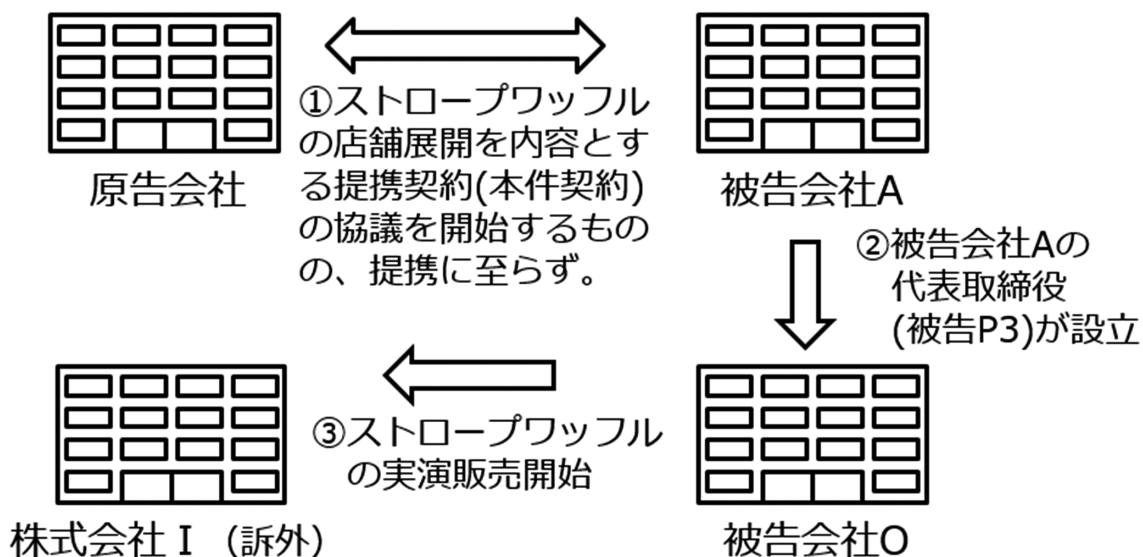 原告会社
①ストロープワッフル
の店舗展開を内容とす
る提携契約(本件契約)
の協議を開始するもの
の、提携に至らず。
被告会社A
②被告会社Aの
代表取締役
(被告P3)が設立
③ストロープワッフル
の実演販売開始
株式会社Ｉ（訴外）
被告会社O